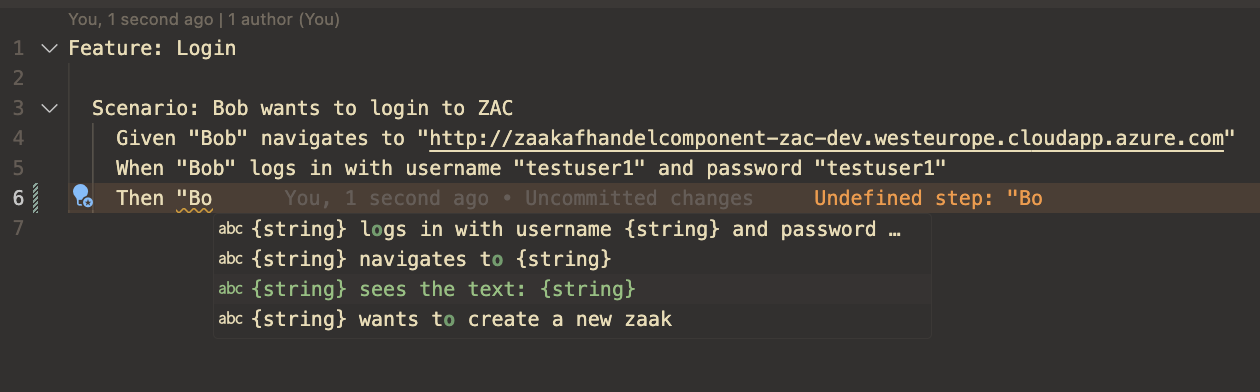 You, 1 second ago | 1 author (You)
1 Feature: Login
2
3 Scenario: Bob wants to login to ZAC
4 Given "Bob" navigates to "http://zaakafhandelcomponent-zac-dev.westeurope.cloudapp.azure.com"
5 When "Bob" logs in with username "testuser1" and password "testuser1"
6 Then "Bo You, 1 second ago • Uncommitted changes Undefined step: "Bo
7 abc {string} logs in with username {string} and password …
abc {string} navigates to {string}
abc {string} sees the text: {string}
abc {string} wants to create a new zaak